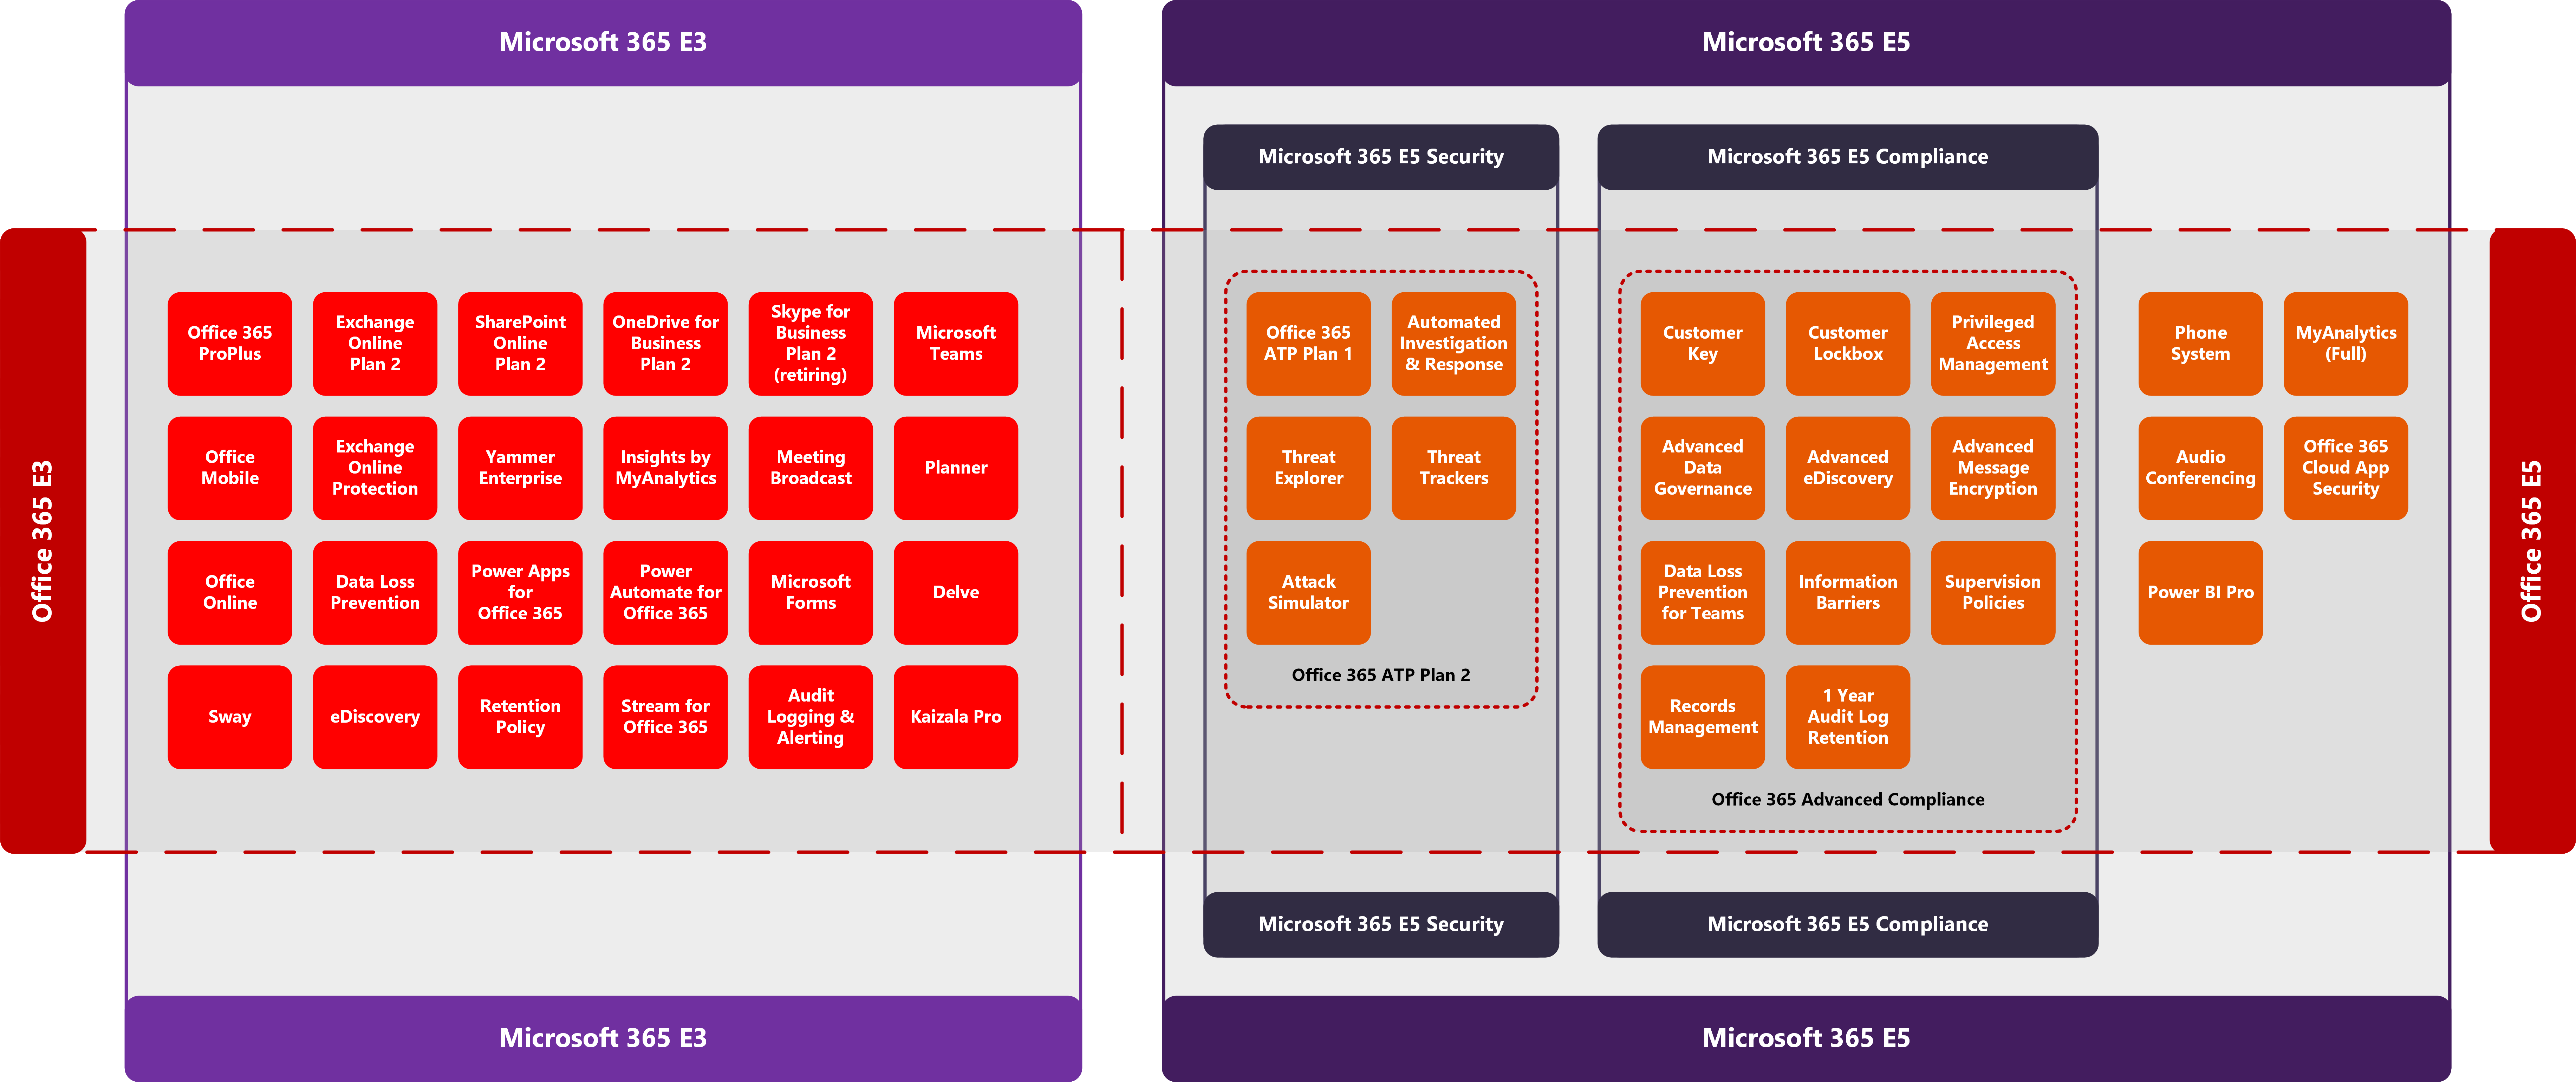 Microsoft 365 E3
Microsoft 365 E5
Microsoft 365 E5 Security
Microsoft 365 E5 Compliance
Office 365 E3
Office 365
ProPlus
Exchange
Online
Plan 2
SharePoint
Online
Plan 2
OneDrive for
Business
Plan 2
Skype for
Business
Plan 2
(retiring)
Microsoft
Teams
Office
Mobile
Exchange
Online
Protection
Yammer
Enterprise
Insights by
MyAnalytics
Meeting
Broadcast
Planner
Office
Online
Data Loss
Prevention
Power Apps
for
Office 365
Power
Automate for
Office 365
Microsoft
Forms
Delve
Sway
eDiscovery
Retention
Policy
Stream for
Office 365
Audit
Logging &
Alerting
Kaizala Pro
Office 365
ATP Plan 1
Automated
Investigation
& Response
Threat
Explorer
Threat
Trackers
Attack
Simulator
Office 365 ATP Plan 2
Customer
Key
Customer
Lockbox
Privileged
Access
Management
Advanced
Data
Governance
Advanced
eDiscovery
Advanced
Message
Encryption
Data Loss
Prevention
for Teams
Information
Barriers
Supervision
Policies
Records
Management
1 Year
Audit Log
Retention
Office 365 Advanced Compliance
Phone
System
MyAnalytics
(Full)
Audio
Conferencing
Office 365
Cloud App
Security
Power BI Pro
Office 365 E5
Microsoft 365 E5 Security
Microsoft 365 E5 Compliance
Microsoft 365 E3
Microsoft 365 E5